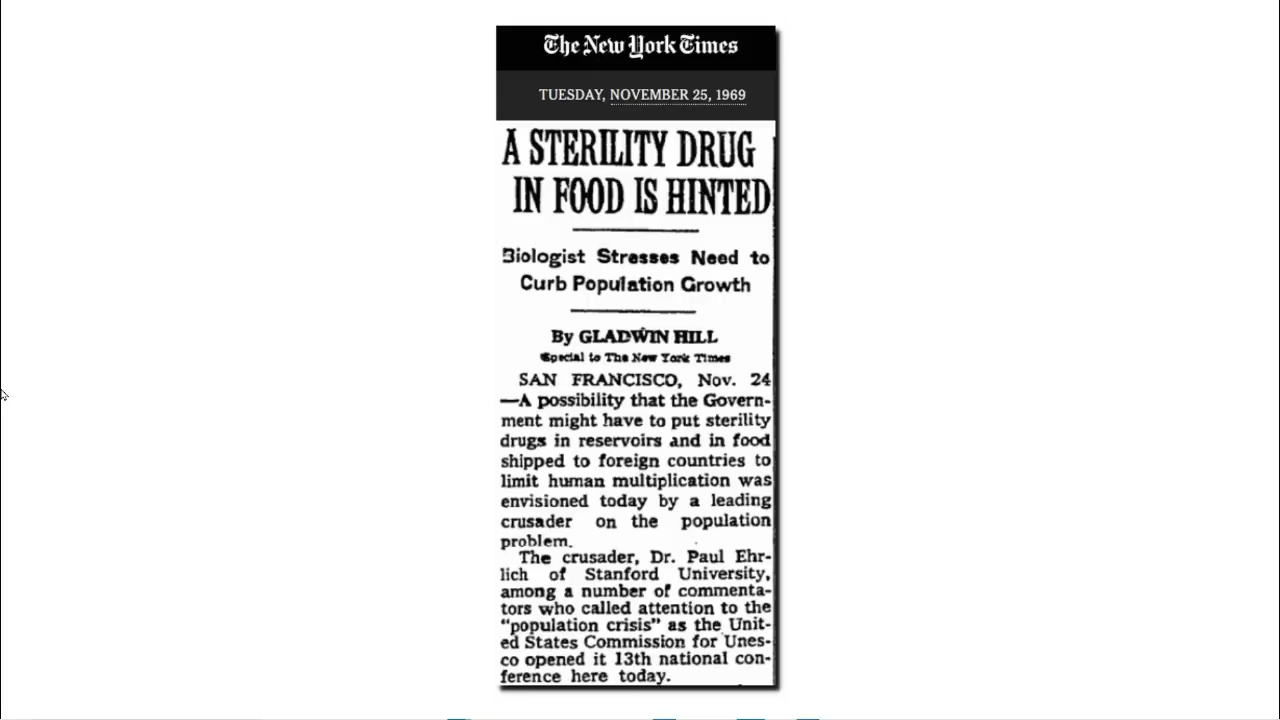 The New York Times
TUESDAY, NOVEMBER 25, 1969
A STERILITY DRUG
IN FOOD IS HINTED
Biologist Stresses Need to
Curb Population Growth
By GLADWIN HILL
Special to The New York Times
SAN FRANCISCO, Nov. 24
—A possibility that the Govern-
ment might have to put sterility
drugs in reservoirs and in food
shipped to foreign countries to
limit human multiplication was
envisioned today by a leading
crusader on the population
problem.
The crusader, Dr. Paul Ehr-
lich of Stanford University,
among a number of commenta-
tors who called attention to the
"population crisis" as the Unit-
ed States Commission for Unes-
co opened it 13th national con-
ference here today.